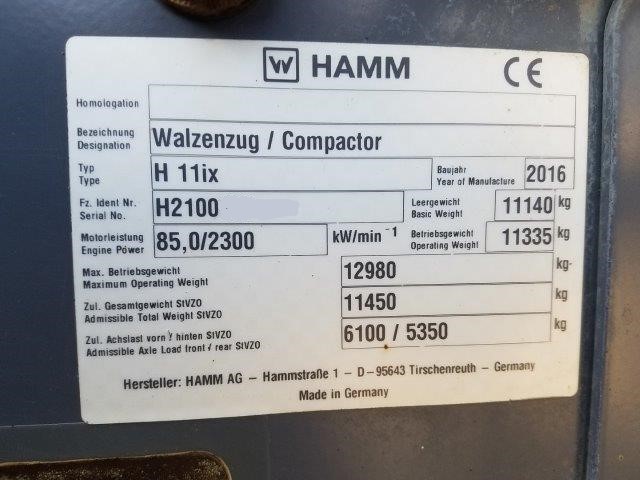 W HAMM CE
Homologation
Bezeichnung
Designation
Walzenzug / Compactor
Typ
Type
H 11ix
Baujahr
Year of Manufacture
2016
Fz. Ident Nr.
Serial No.
H2100
Leergewicht
Basic Weight
11140 kg
Motorleistung
Engine Power
85,0/2300 kW/min -1
Betriebsgewicht
Operating Weight
11335 kg
Max. Betriebsgewicht
Maximum Operating Weight
12980 kg
Zul. Gesamtgewicht StVZO
Admissible Total Weight StVZO
11450 kg
Zul. Achslast vorn / hinten StVZO
Admissible Axle Load front / rear StVZO
6100 / 5350 kg
Hersteller: HAMM AG – Hammstraße 1 - D-95643 Tirschenreuth - Germany
Made in Germany